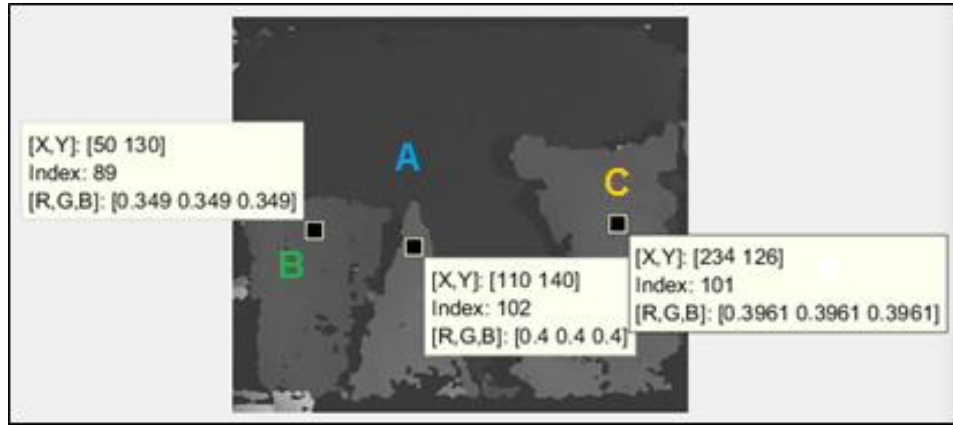 A
[X,Y]: [50 130]
Index: 89
[R,G,B]: [0.349 0.349 0.349]
C
B
[X,Y]: [234 126]
Index: 101
[R,G,B]: [0.3961 0.3961 0.3961]
[X,Y]: [110 140]
Index: 102
[R,G,B]: [0.4 0.4 0.4]